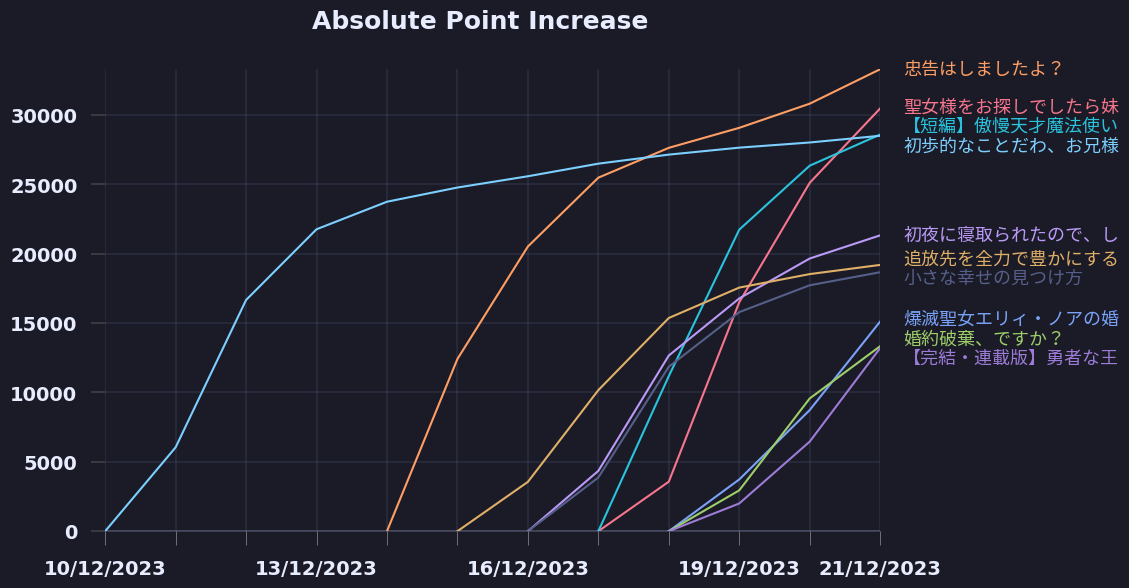 Absolute Point Increase
忠告はしましたよ？
聖女様をお探しでしたら妹
【短編】傲慢天才魔法使い
初歩的なことだわ、お兄様
初夜に寝取られたので、し
追放先を全力で豊かにする
小さな幸せの見つけ方
爆滅聖女エリィ・ノアの婚
婚約破棄、ですか？
【完結・連載版】勇者な王
30000
25000
20000
15000
10000
5000
0
10/12/2023
13/12/2023
16/12/2023
19/12/2023
21/12/2023